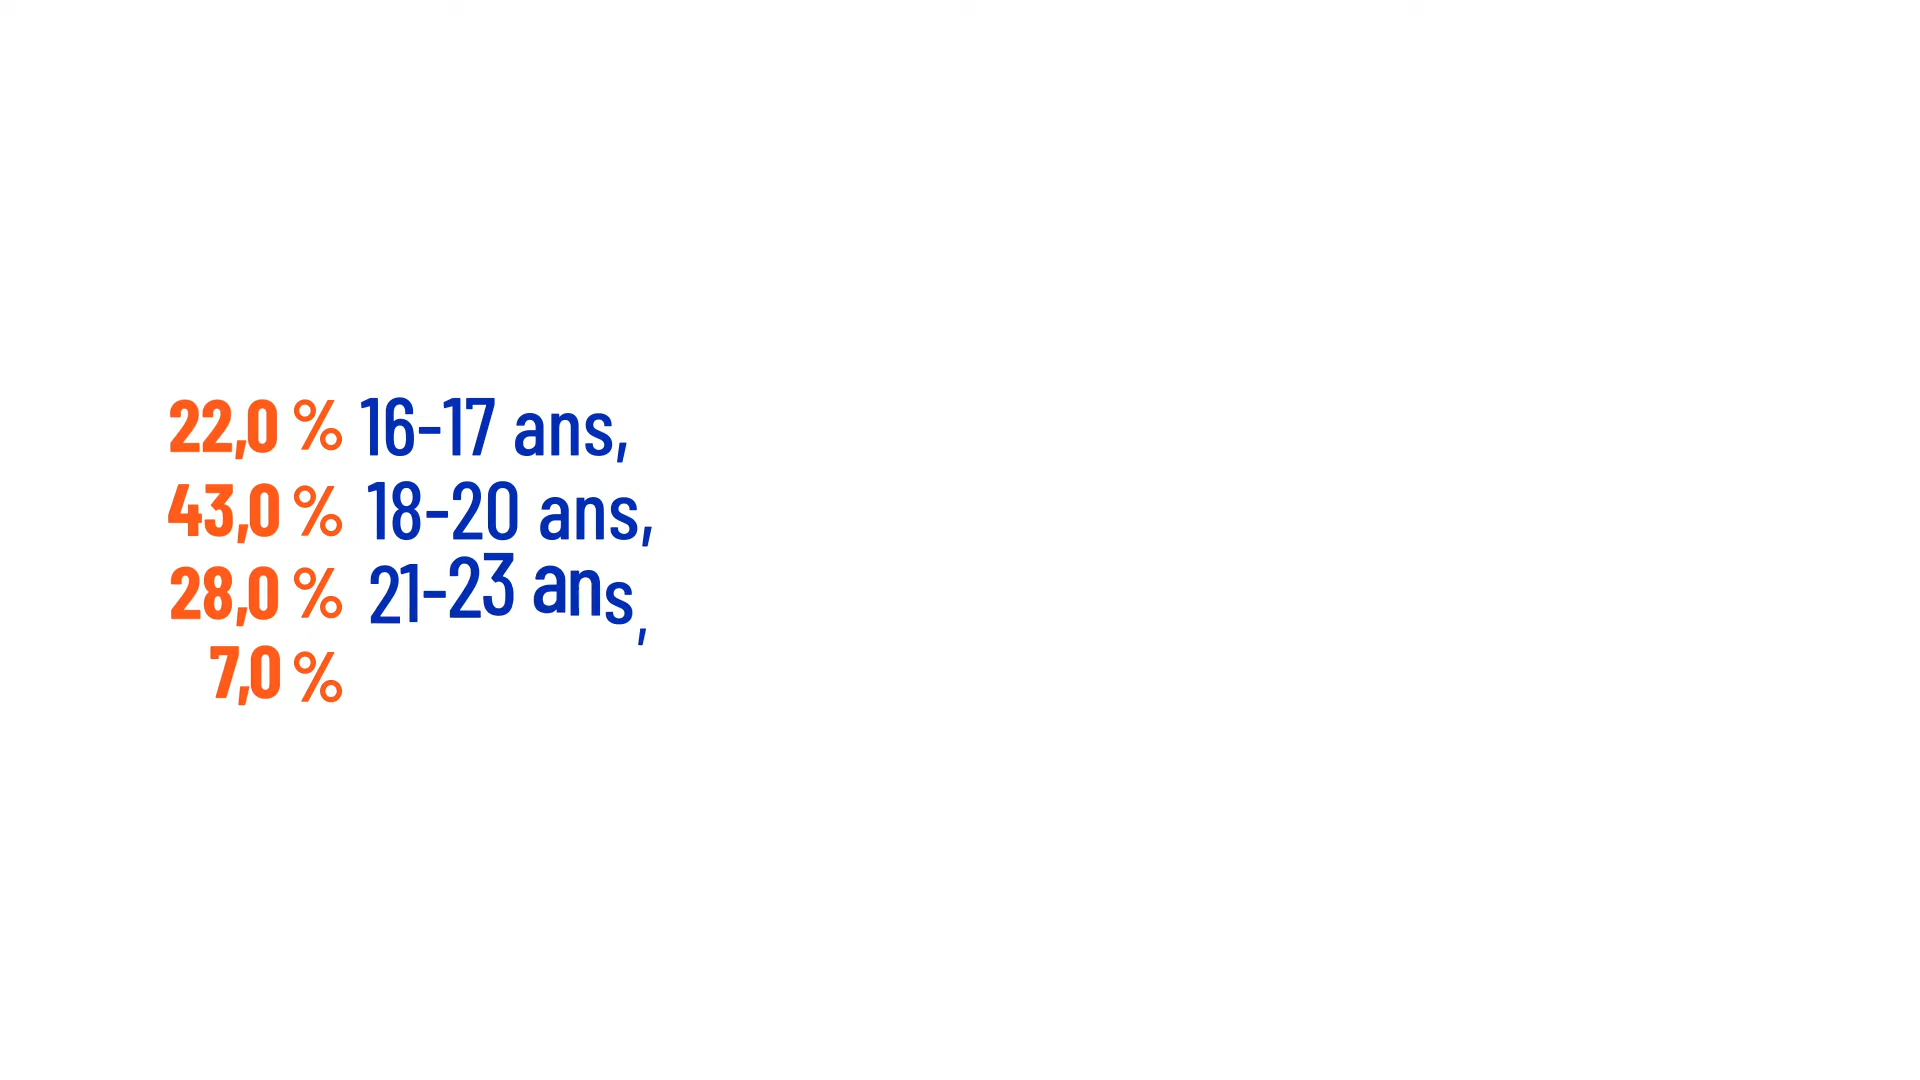 22,0 % 16-17 ans,
43,0 % 18-20 ans,
28,0 % 21-23 ans,
7,0 %